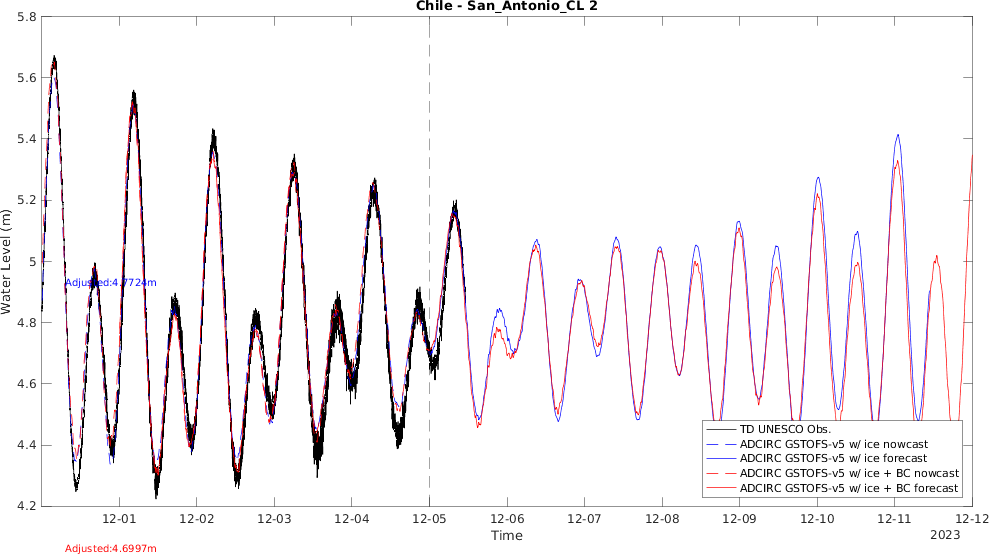 Chile - San_Antonio_CL 2
Water Level (m)
5.8
5.6
5.4
5.2
5
4.8
4.6
4.4
4.2
Adjusted:4.7724m
TD UNESCO Obs.
ADCIRC GSTOFS-v5 w/ ice nowcast
ADCIRC GSTOFS-v5 w/ ice forecast
ADCIRC GSTOFS-v5 w/ ice + BC nowcast
ADCIRC GSTOFS-v5 w/ ice + BC forecast
12-01 12-02 12-03 12-04 12-05 12-06 12-07 12-08 12-09 12-10 12-11 12-12
Time
2023
Adjusted:4.6997m